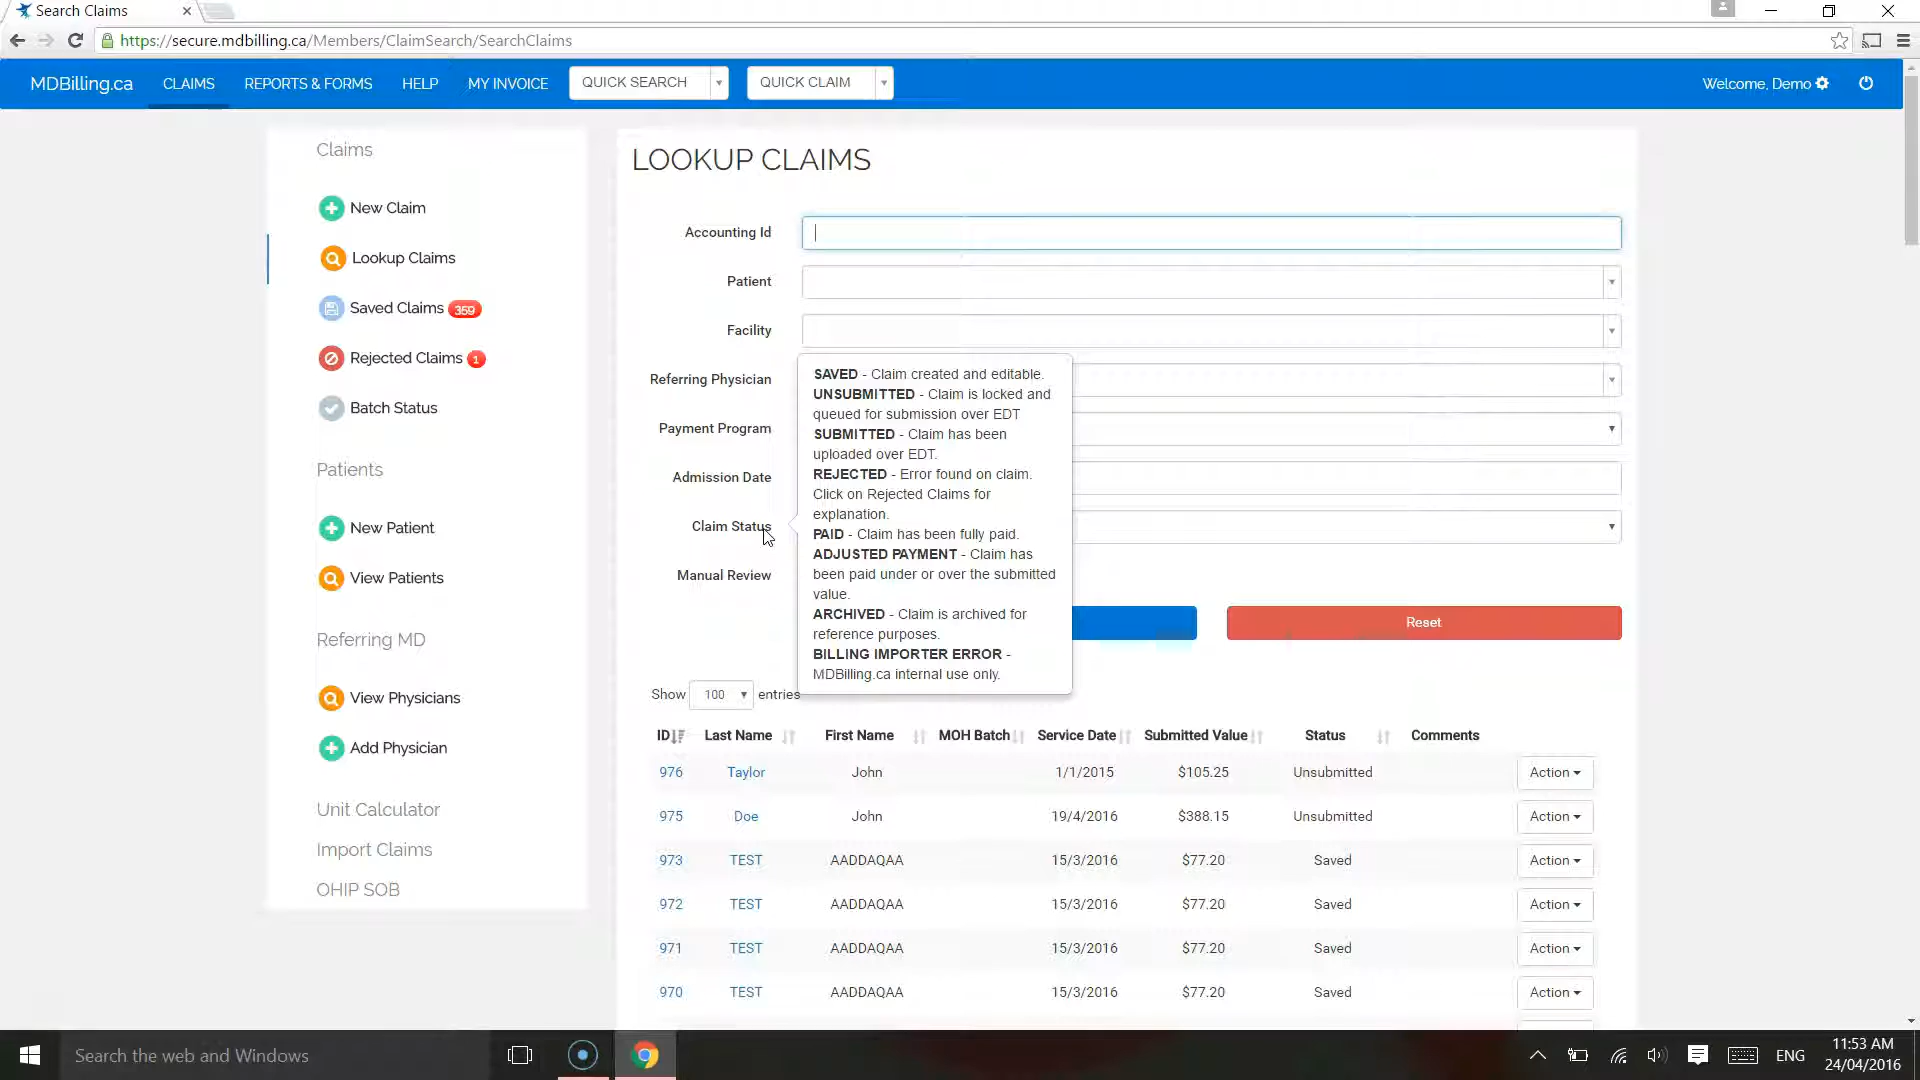 Search Claims
https://secure.mdbilling.ca/Members/ClaimSearch/SearchClaims
MDBilling.ca CLAIMS REPORTS & FORMS HELP MY INVOICE QUICK SEARCH QUICK CLAIM Welcome, Demo
Claims
New Claim
Lookup Claims
Saved Claims 369
Rejected Claims 1
Batch Status
Patients
New Patient
View Patients
Referring MD
View Physicians
Add Physician
Unit Calculator
Import Claims
OHIP SOB
LOOKUP CLAIMS
Accounting Id
Patient
Facility
Referring Physician
Payment Program
Admission Date
Claim Status
Manual Review
SAVED - Claim created and editable.
UNSUBMITTED - Claim is locked and
queued for submission over EDT
SUBMITTED - Claim has been
uploaded over EDT.
REJECTED - Error found on claim.
Click on Rejected Claims for
explanation.
PAID - Claim has been fully paid.
ADJUSTED PAYMENT - Claim has
been paid under or over the submitted
value.
ARCHIVED - Claim is archived for
reference purposes.
BILLING IMPORTER ERROR -
MDBilling.ca internal use only.
Reset
Show 100 entries
ID Last Name First Name MOH Batch Service Date Submitted Value Status Comments
976 Taylor John 1/1/2015 $105.25 Unsubmitted Action
975 Doe John 19/4/2016 $388.15 Unsubmitted Action
973 TEST AADDAQAA 15/3/2016 $77.20 Saved Action
972 TEST AADDAQAA 15/3/2016 $77.20 Saved Action
971 TEST AADDAQAA 15/3/2016 $77.20 Saved Action
970 TEST AADDAQAA 15/3/2016 $77.20 Saved Action
Search the web and Windows
ENG
11:53 AM
24/04/2016